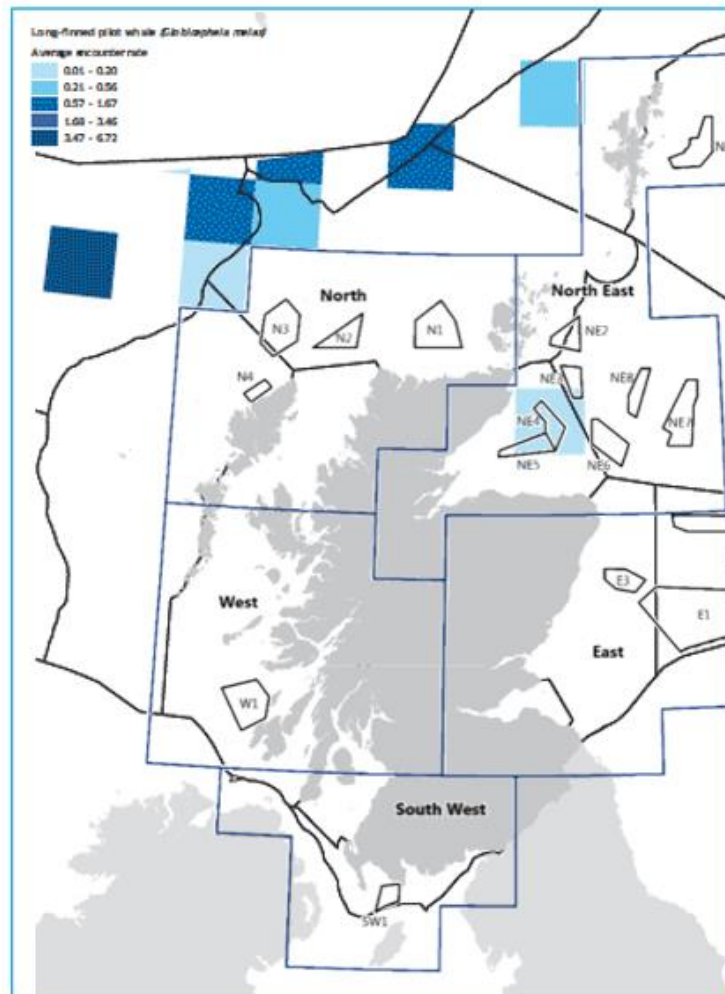 Long-finned pilot whale (Globicephala melas)
Average encounter rate
0.01 - 0.20
0.21 - 0.56
0.57 - 1.67
1.68 - 3.46
3.47 - 6.72
North
North East
N3
N2
N1
NE2
N4
NE8
NE4
NE7
NE5
NE6
West
E3
E1
East
W1
South West
SW1